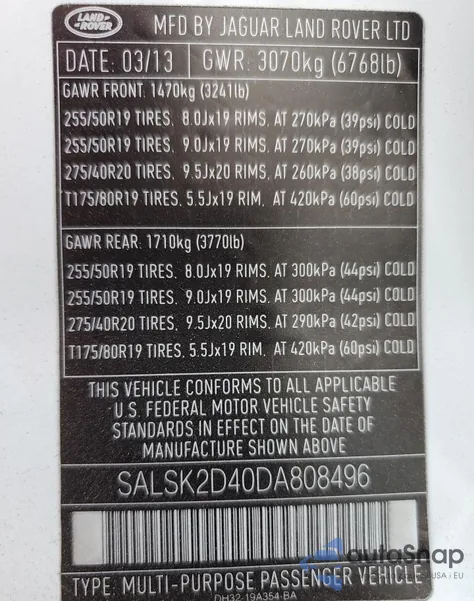 LAND-
ROVER
MFD BY JAGUAR LAND ROVER LTD
DATE: 03/13 GWR: 3070kg (6768lb)
GAWR FRONT: 1470kg (3241lb)
255/50R19 TIRES, 8.0Jx19 RIMS, AT 270kPa (39psi) COLD
255/50R19 TIRES, 9.0Jx19 RIMS, AT 270kPa (39psi) COLD
275/40R20 TIRES, 9.5Jx20 RIMS, AT 260kPa (38psi) COLD
T175/80R19 TIRES, 5.5Jx19 RIM, AT 420kPa (60psi) COLD
GAWR REAR: 1710kg (3770lb)
255/50R19 TIRES, 8.0Jx19 RIMS, AT 300kPa (44psi) COLD
255/50R19 TIRES, 9.0Jx19 RIMS, AT 300kPa (44psi) COLD
275/40R20 TIRES, 9.5Jx20 RIMS, AT 290kPa (42psi) COLD
T175/80R19 TIRES, 5.5Jx19 RIM, AT 420kPa (60psi) COLD
THIS VEHICLE CONFORMS TO ALL APPLICABLE
U.S. FEDERAL MOTOR VEHICLE SAFETY
STANDARDS IN EFFECT ON THE DATE OF
MANUFACTURE SHOWN ABOVE
SALSK2D40DA808496
autoSnap
USA i EU
TYPE: MULTI-PURPOSE PASSENGER VEHICLE
DH32-19A354-BA